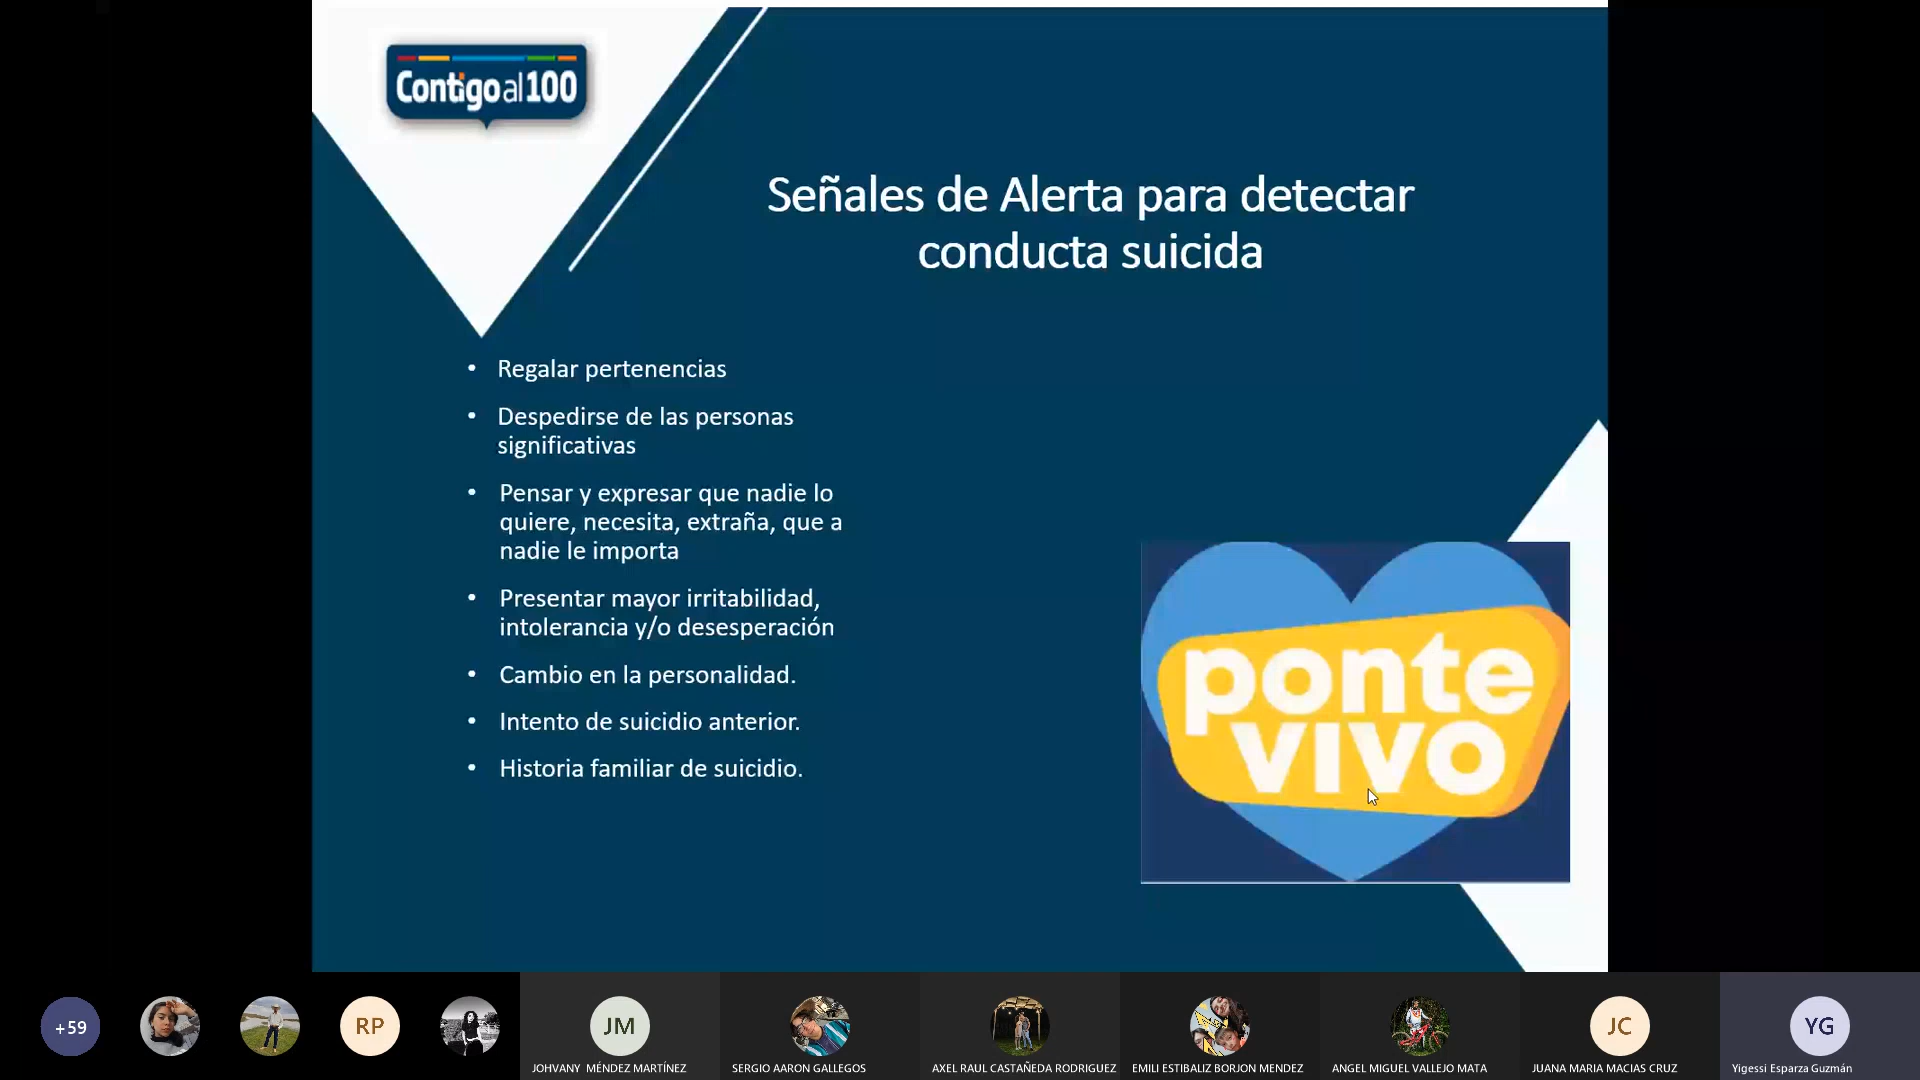 Contigo al 100
Señales de Alerta para detectar
conducta suicida
• Regalar pertenencias
• Despedirse de las personas
significativas
• Pensar y expresar que nadie lo
quiere, necesita, extraña, que a
nadie le importa
• Presentar mayor irritabilidad,
intolerancia y/o desesperación
• Cambio en la personalidad.
• Intento de suicidio anterior.
• Historia familiar de suicidio.
ponte
vivo
+59
RP
JM
JC
YG
JOHVANY MÉNDEZ MARTÍNEZ
SERGIO AARON GALLEGOS
AXEL RAUL CASTAÑEDA RODRIGUEZ
EMILI ESTIBALIZ BORJON MENDEZ
ANGEL MIGUEL VALLEJO MATA
JUANA MARIA MACIAS CRUZ
Yigessi Esparza Guzmán